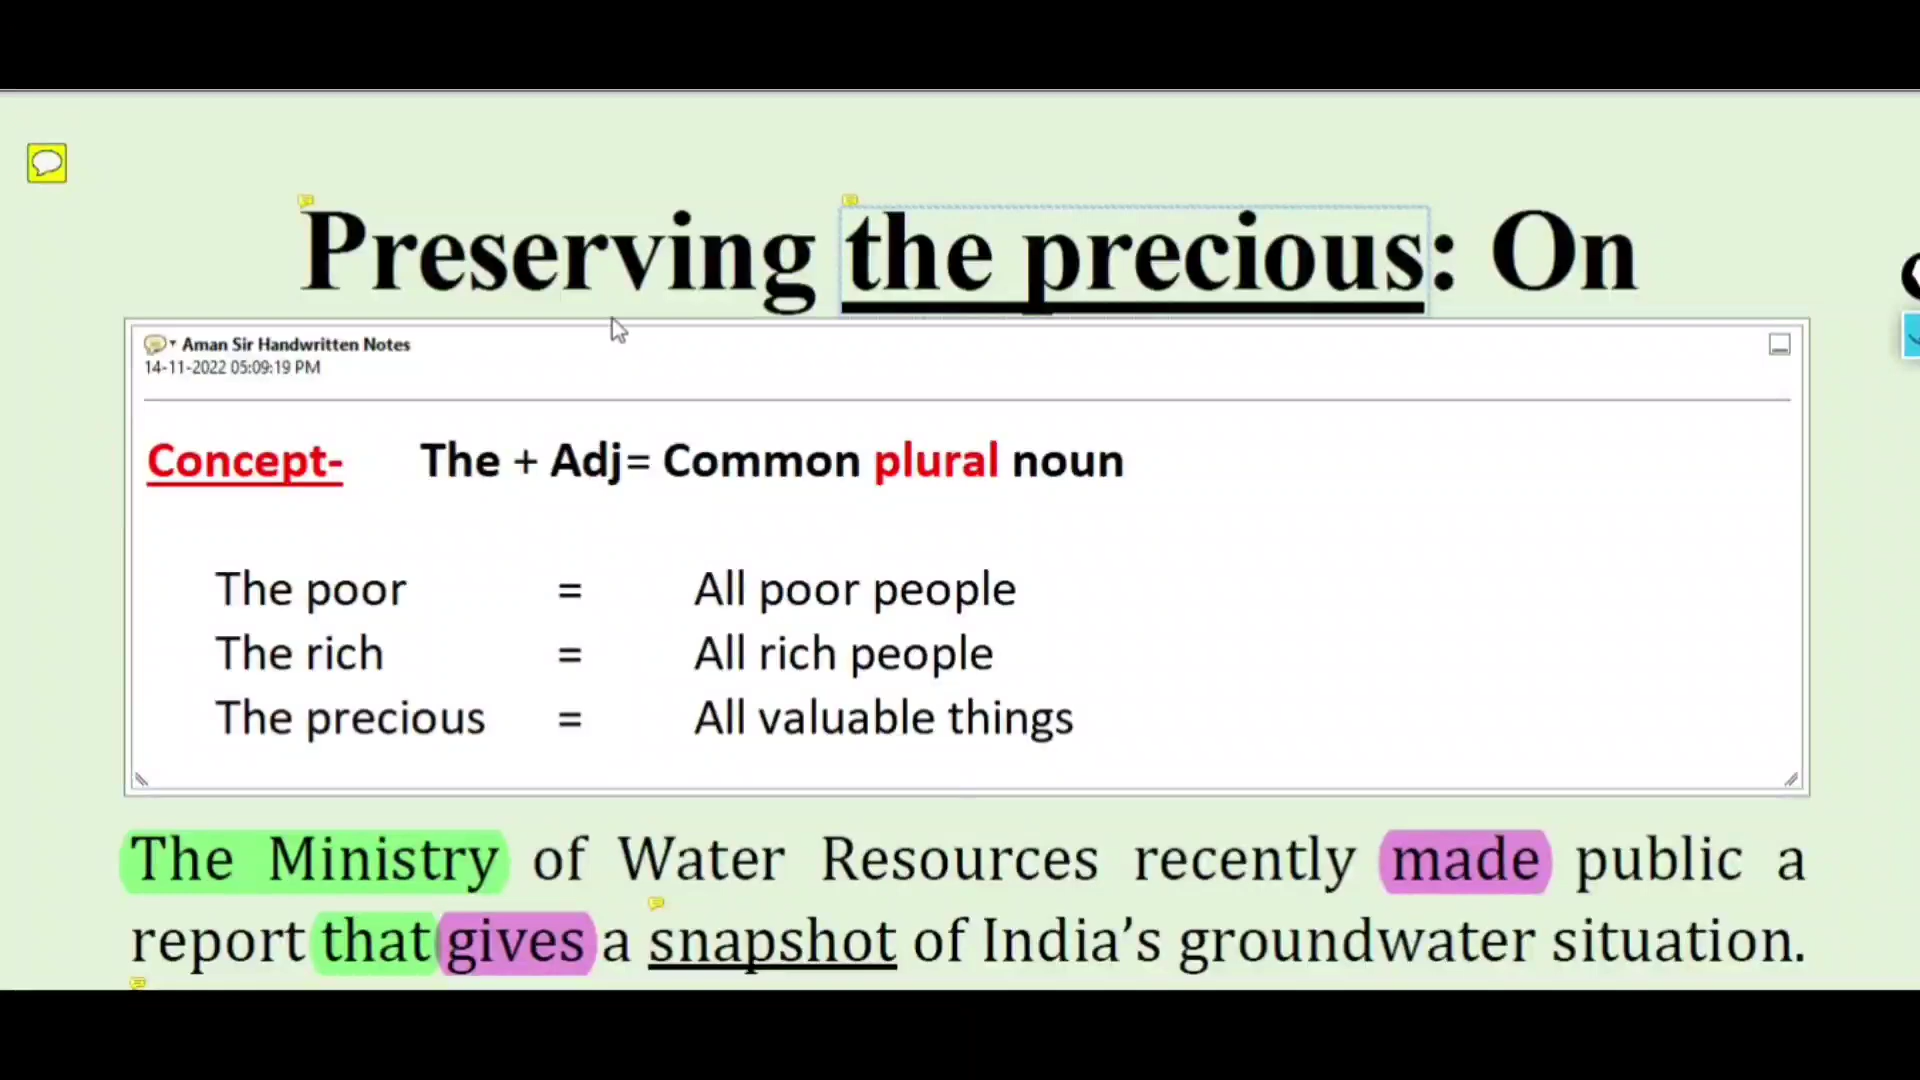 Preserving the precious: On
Aman Sir Handwritten Notes
14-11-2022 05:09:19 PM
Concept- The + Adj= Common plural noun
The poor = All poor people
The rich = All rich people
The precious = All valuable things
The Ministry of Water Resources recently made public a
report that gives a snapshot of India’s groundwater situation.